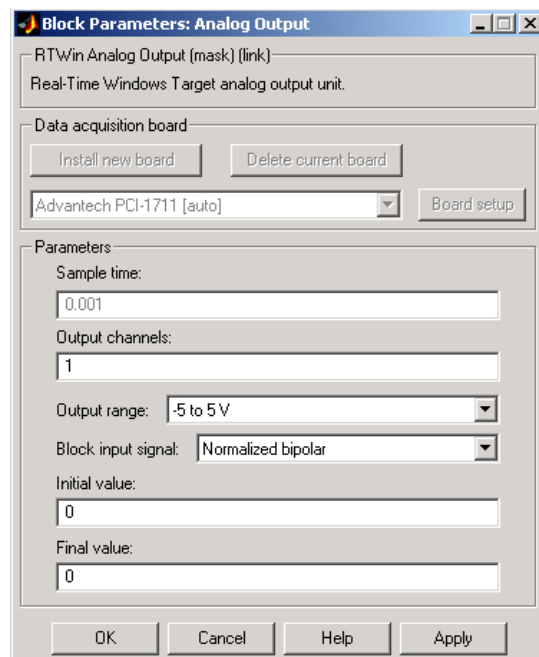 Block Parameters: Analog Output
RTWin Analog Output (mask) (link)
Real-Time Windows Target analog output unit.
Data acquisition board
Install new board Delete current board
Advantech PCI-1711 [auto] Board setup
Parameters
Sample time:
0.001
Output channels:
1
Output range: -5 to 5 V
Block input signal: Normalized bipolar
Initial value:
0
Final value:
0
OK Cancel Help Apply